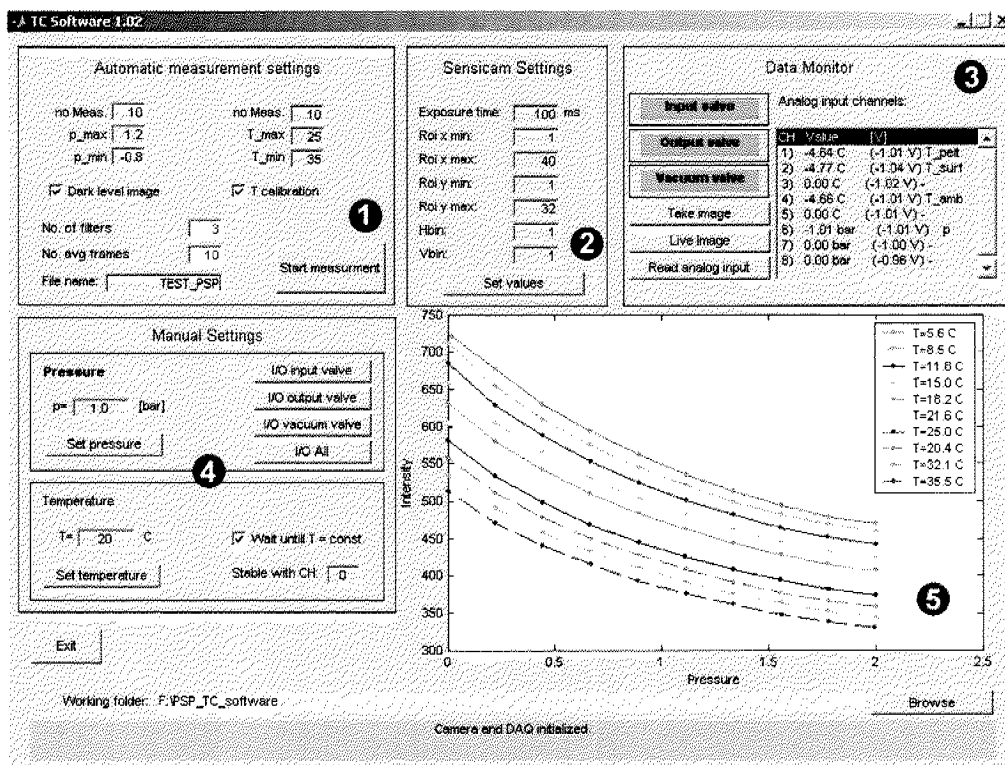 TC Software 1.02
Automatic measurement settings
no Meas. 10
p_max 1.2
p_min -0.8
no Meas. 10
T_max 25
T_min 35
Dark level image
T calibration
No. of filters 3
No. avg frames 10
File name: TEST_PSP
Start measurment
1
Sensicam Settings
Exposure time: 100 ms
Roi x min: 1
Roi x max: 40
Roi y min: 1
Roi y max: 32
Hbin: 1
Vbin: 1
Set values
2
Data Monitor
3
Input valve
Output valve
Vacuum valve
Take image
Live image
Read analog input
Analog input channels:
CH Value [V]
1) -4.64 C (-1.01 V) T_pelt
2) -4.77 C (-1.04 V) T_surf
3) 0.00 C (-1.02 V) -
4) -4.66 C (-1.01 V) T_amb
5) 0.00 C (-1.01 V) -
6) -1.01 bar (-1.01 V) p
7) 0.00 bar (-1.00 V) -
8) 0.00 bar (-0.96 V) -
Manual Settings
Pressure
p= 1.0 [bar]
Set pressure
I/O input valve
I/O output valve
I/O vacuum valve
I/O All
4
Temperature
T= 20 C
Set temperature
Wait until T = const
Stable with CH: 0
Exit
750
700
650
600
550
500
450
400
350
300
Intensity
0 0.5 1 1.5 2 2.5
Pressure
T=5.6 C
T=8.5 C
T=11.8 C
T=15.0 C
T=18.2 C
T=21.6 C
T=25.0 C
T=20.4 C
T=32.1 C
T=35.5 C
5
Working folder: F:\PSP_TC_software
Browse
Camera and DAQ initialized